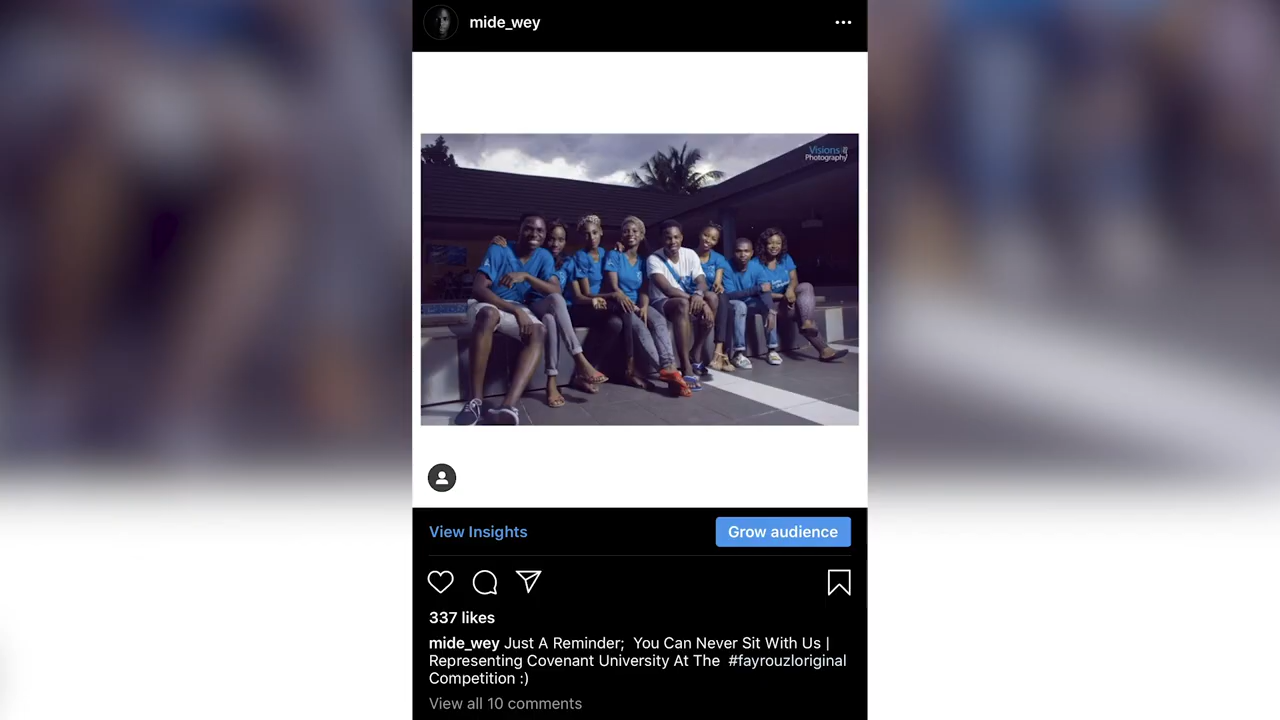 mide_wey
Visions
Photography
View Insights
Grow audience
337 likes
mide_wey Just A Reminder;  You Can Never Sit With Us |
Representing Covenant University At The  #fayrouzloriginal
Competition :)
View all 10 comments